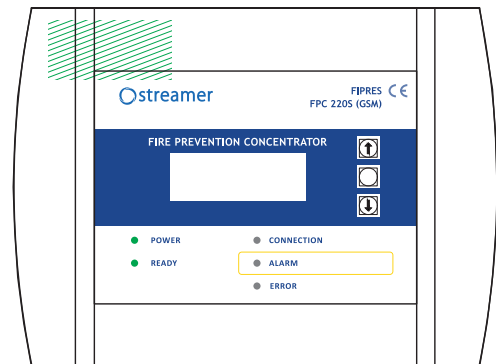 streamer
FIPRES CE
FPC 220S (GSM)
FIRE PREVENTION CONCENTRATOR
POWER
CONNECTION
READY
ALARM
ERROR